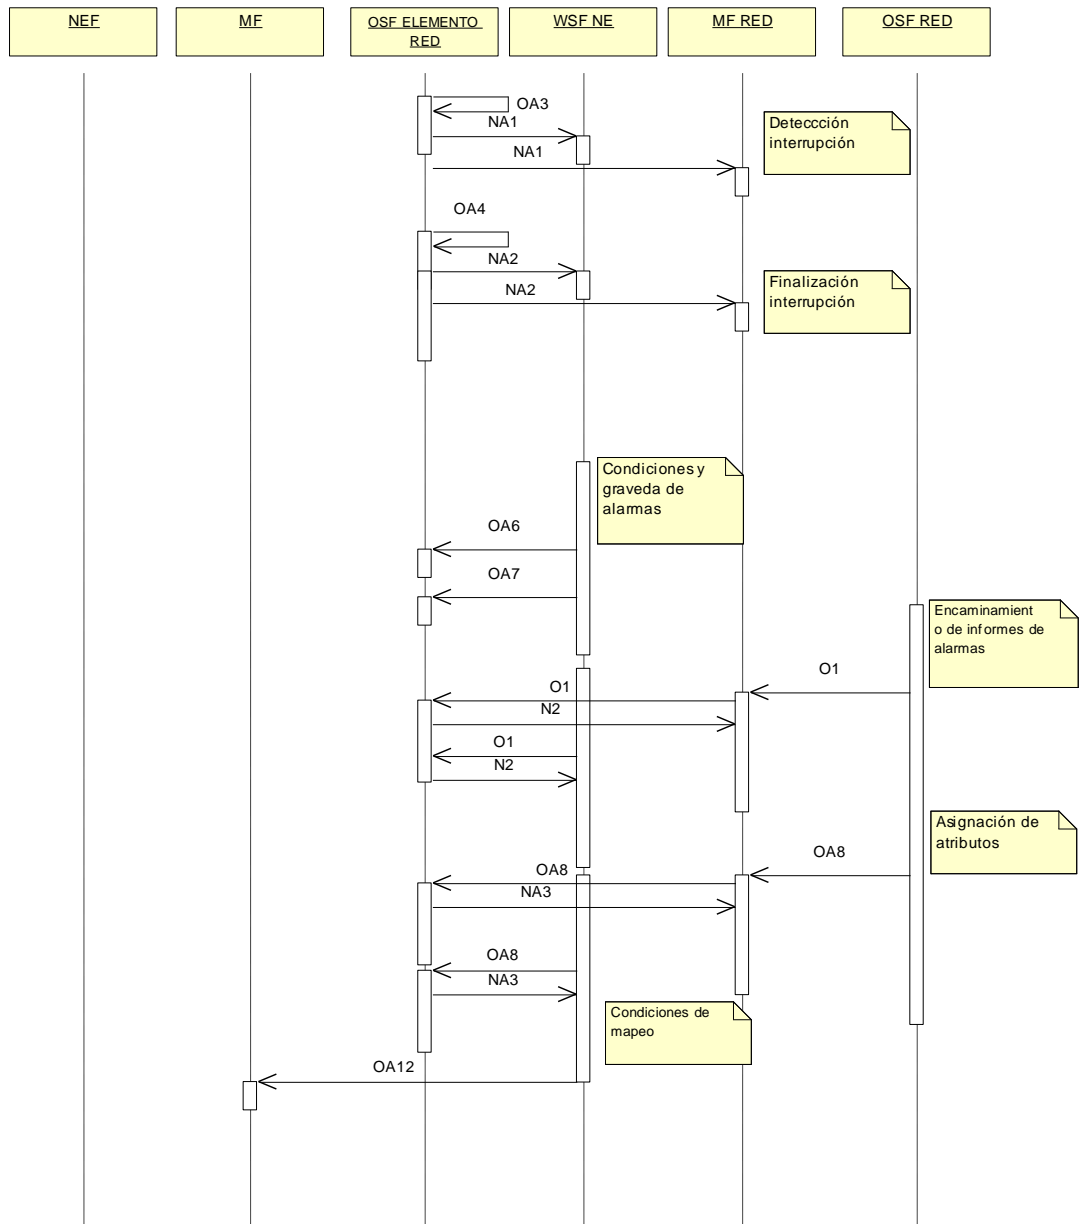 NEF
MF
OSF ELEMENTO
RED
WSF NE
MF RED
OSF RED
OA3
NA1
NA1
Deteccción
interrupción
OA4
NA2
NA2
Finalización
interrupción
Condiciones y
graveda de
alarmas
OA6
OA7
Encaminamient
o de informes de
alarmas
O1
O1
N2
O1
N2
Asignación de
atributos
OA8
OA8
NA3
OA8
NA3
Condiciones de
mapeo
OA12